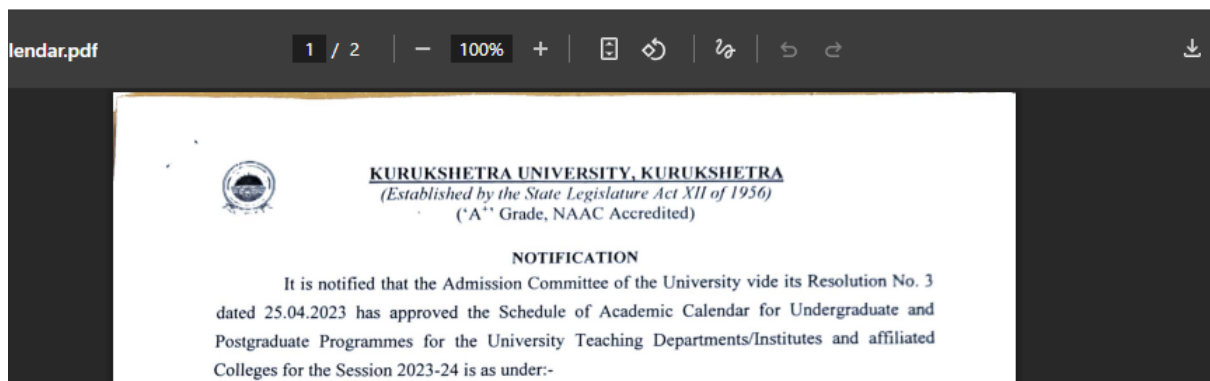 lendar.pdf
1 / 2
100%
KURUKSHETRA UNIVERSITY, KURUKSHETRA
(Established by the State Legislature Act XII of 1956)
('A⁺' Grade, NAAC Accredited)
NOTIFICATION
It is notified that the Admission Committee of the University vide its Resolution No. 3
dated 25.04.2023 has approved the Schedule of Academic Calendar for Undergraduate and
Postgraduate Programmes for the University Teaching Departments/Institutes and affiliated
Colleges for the Session 2023-24 is as under:-